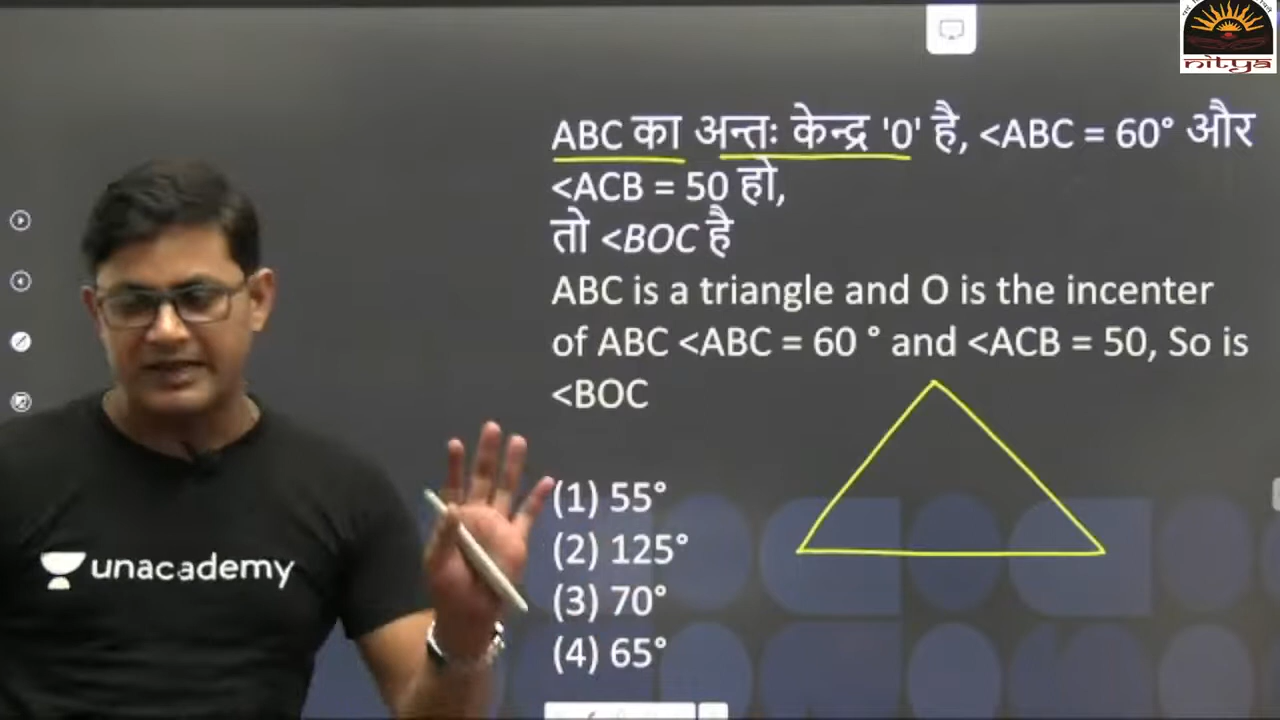 nitya
ABC का अन्तः केन्द्र 'O' है, <ABC = 60° और
<ACB = 50 हो,
तो <BOC है
ABC is a triangle and O is the incenter
of ABC <ABC = 60 ° and <ACB = 50, So is
<BOC
(1) 55°
(2) 125°
(3) 70°
(4) 65°
unacademy